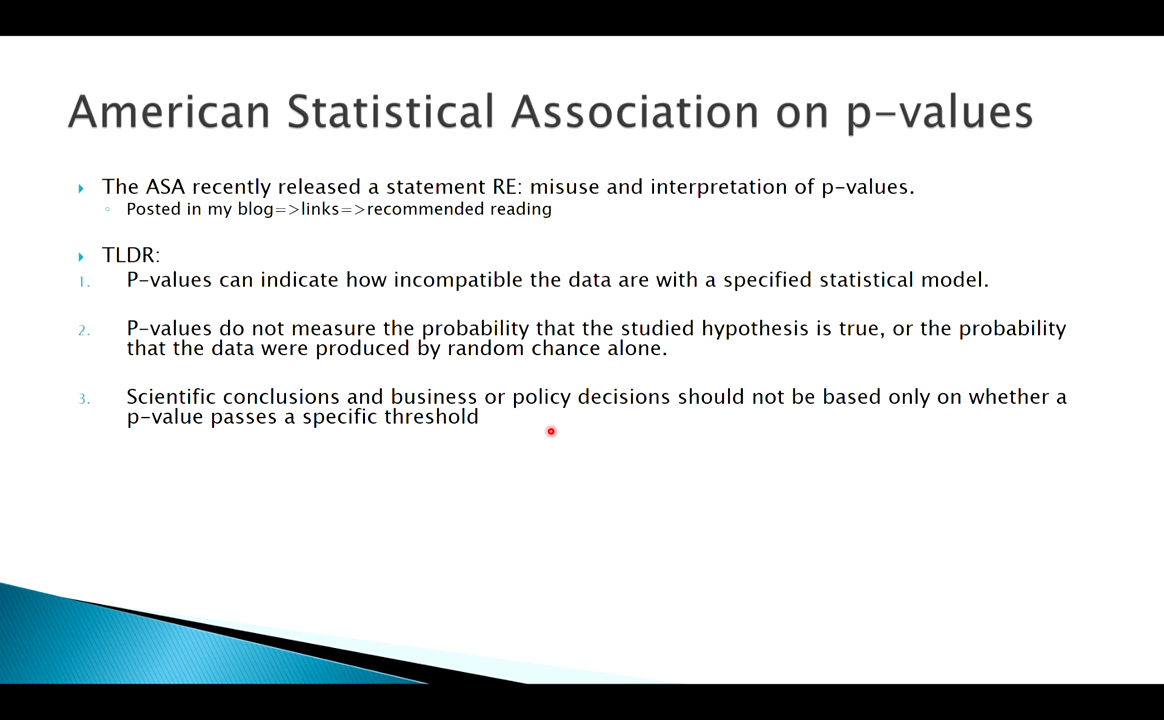 American Statistical Association on p-values
The ASA recently released a statement RE: misuse and interpretation of p-values.
Posted in my blog=>links=>recommended reading
TLDR:
1. P-values can indicate how incompatible the data are with a specified statistical model.
2. P-values do not measure the probability that the studied hypothesis is true, or the probability
that the data were produced by random chance alone.
3. Scientific conclusions and business or policy decisions should not be based only on whether a
p-value passes a specific threshold